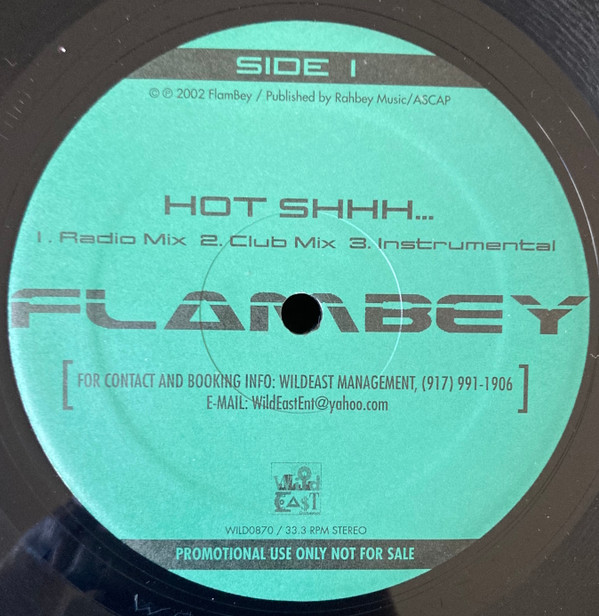 SIDE 1
© ℗ 2002 FlamBey / Published by Rahbey Music/ASCAP
HOT SHHH...
1. Radio Mix 2. Club Mix 3. Instrumental
FLAMBEY
[FOR CONTACT AND BOOKING INFO: WILDEAST MANAGEMENT, (917) 991-1906
E-MAIL: WildEastEnt@yahoo.com]
Wild
EA$T
WILD0870 / 33.3 RPM STEREO
PROMOTIONAL USE ONLY NOT FOR SALE